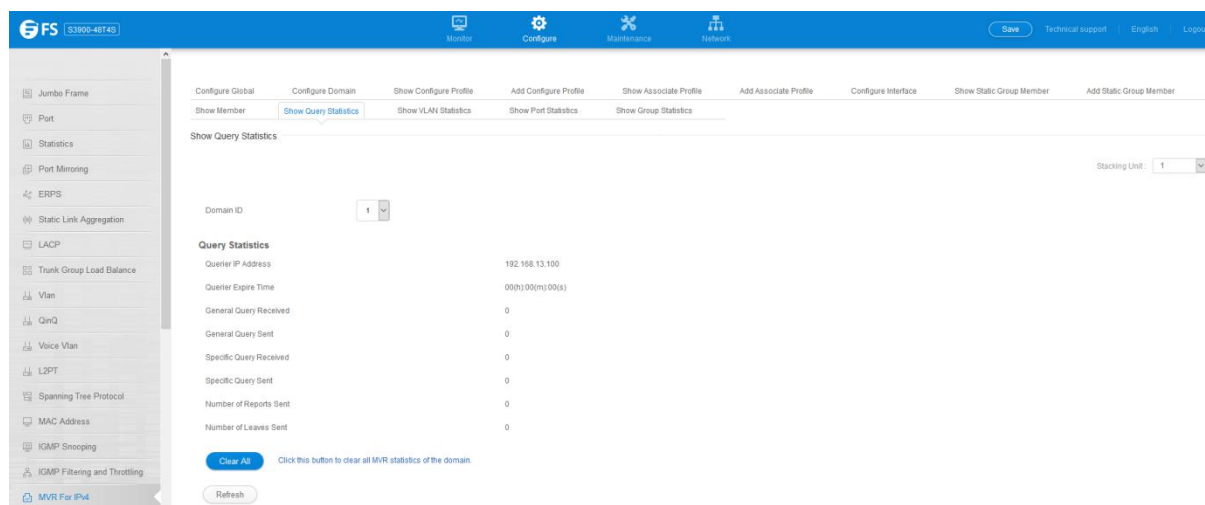 FS S3900-48T4S
Monitor
Configure
Maintenance
Network
Save
Technical support
English
Logou
Jumbo Frame
Port
Statistics
Port Mirroring
ERPS
Static Link Aggregation
LACP
Trunk Group Load Balance
Vlan
QinQ
Voice Vlan
L2PT
Spanning Tree Protocol
MAC Address
IGMP Snooping
IGMP Filtering and Throttling
MVR For IPv4
Configure Global
Configure Domain
Show Configure Profile
Add Configure Profile
Show Associate Profile
Add Associate Profile
Configure Interface
Show Static Group Member
Add Static Group Member
Show Member
Show Query Statistics
Show VLAN Statistics
Show Port Statistics
Show Group Statistics
Show Query Statistics
Stacking Unit : 1
Domain ID 1
Query Statistics
Querier IP Address 192.168.13.100
Querier Expire Time 00(h):00(m):00(s)
General Query Received 0
General Query Sent 0
Specific Query Received 0
Specific Query Sent 0
Number of Reports Sent 0
Number of Leaves Sent 0
Clear All Click this button to clear all MVR statistics of the domain.
Refresh